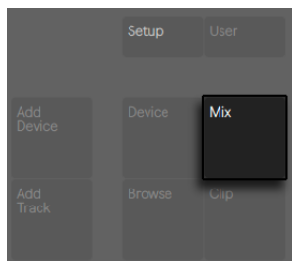 Setup User
Add
Device
Device
Mix
Add
Track
Browse
Clip